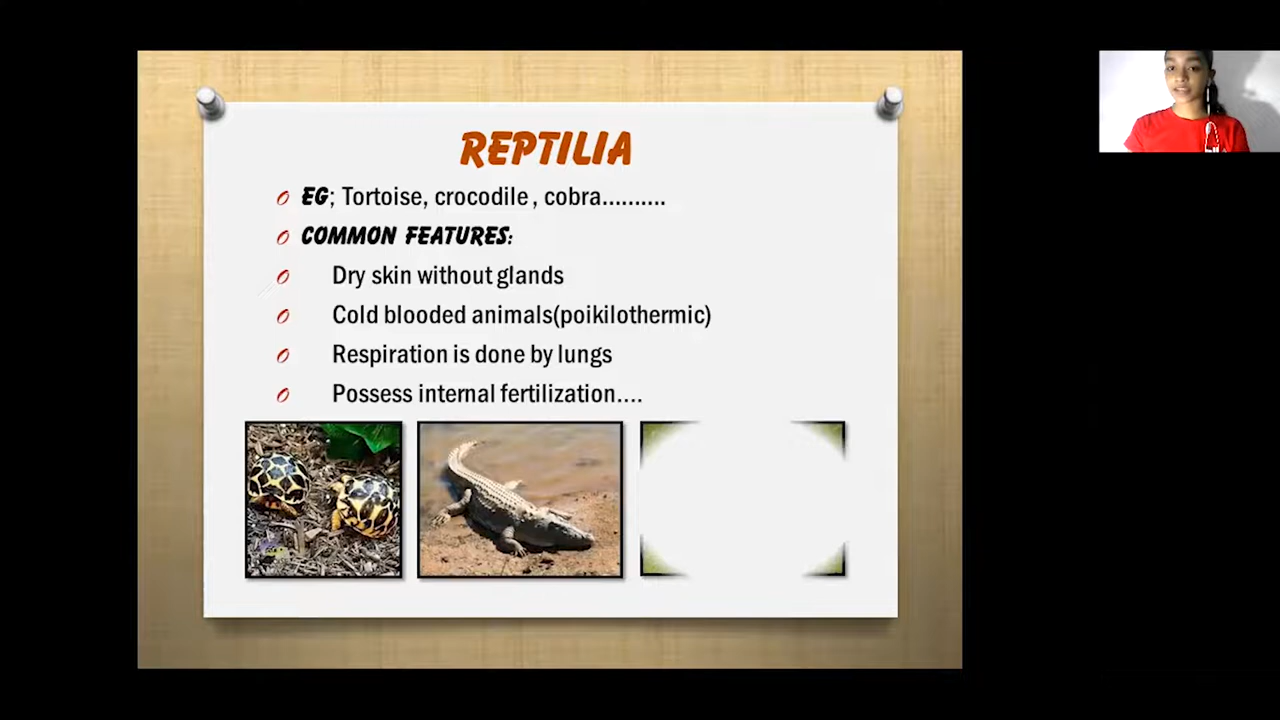 REPTILIA
EG; Tortoise, crocodile , cobra..........
COMMON FEATURES:
Dry skin without glands
Cold blooded animals(poikilothermic)
Respiration is done by lungs
Possess internal fertilization....